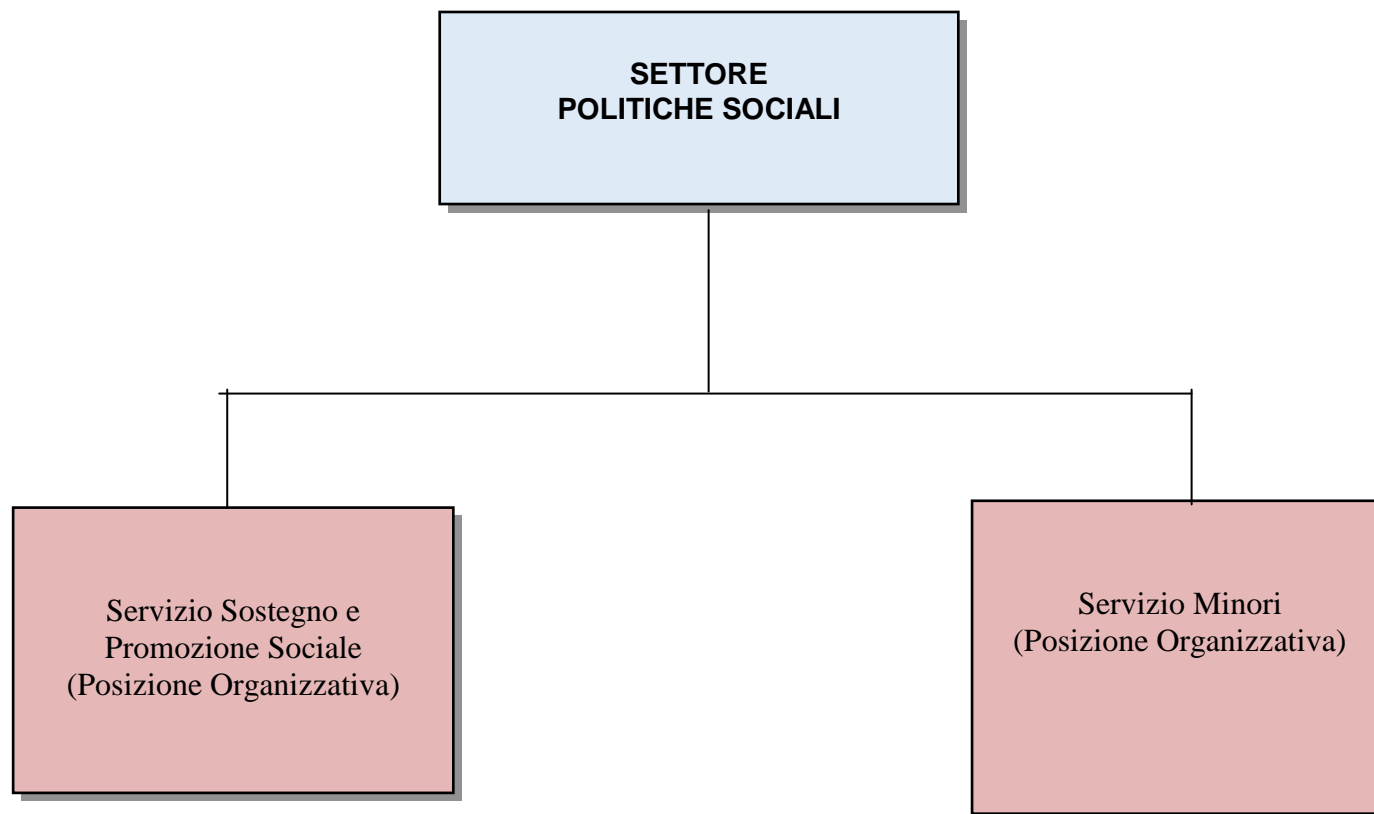 SETTORE
POLITICHE SOCIALI
Servizio Sostegno e
Promozione Sociale
(Posizione Organizzativa)
Servizio Minori
(Posizione Organizzativa)